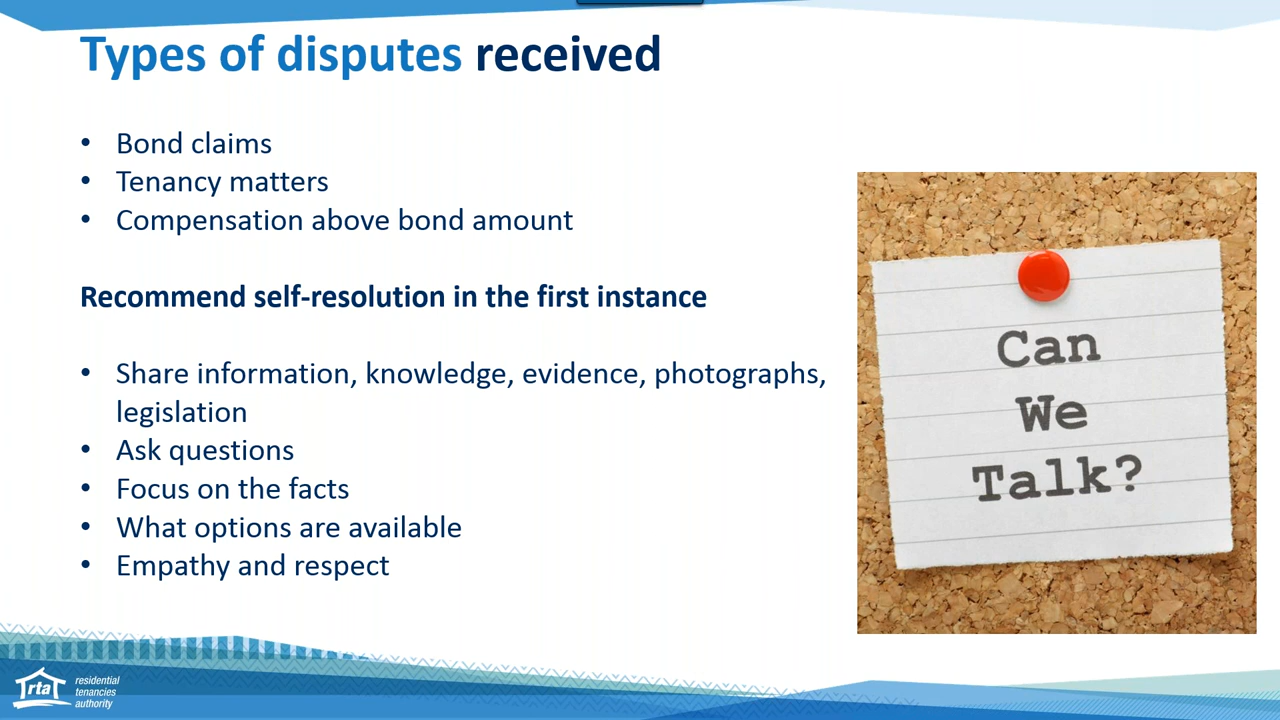 Types of disputes received
• Bond claims
• Tenancy matters
• Compensation above bond amount
Recommend self-resolution in the first instance
• Share information, knowledge, evidence, photographs,
legislation
• Ask questions
• Focus on the facts
• What options are available
• Empathy and respect
Can
We
Talk?
rta
residential
tenancies
authority